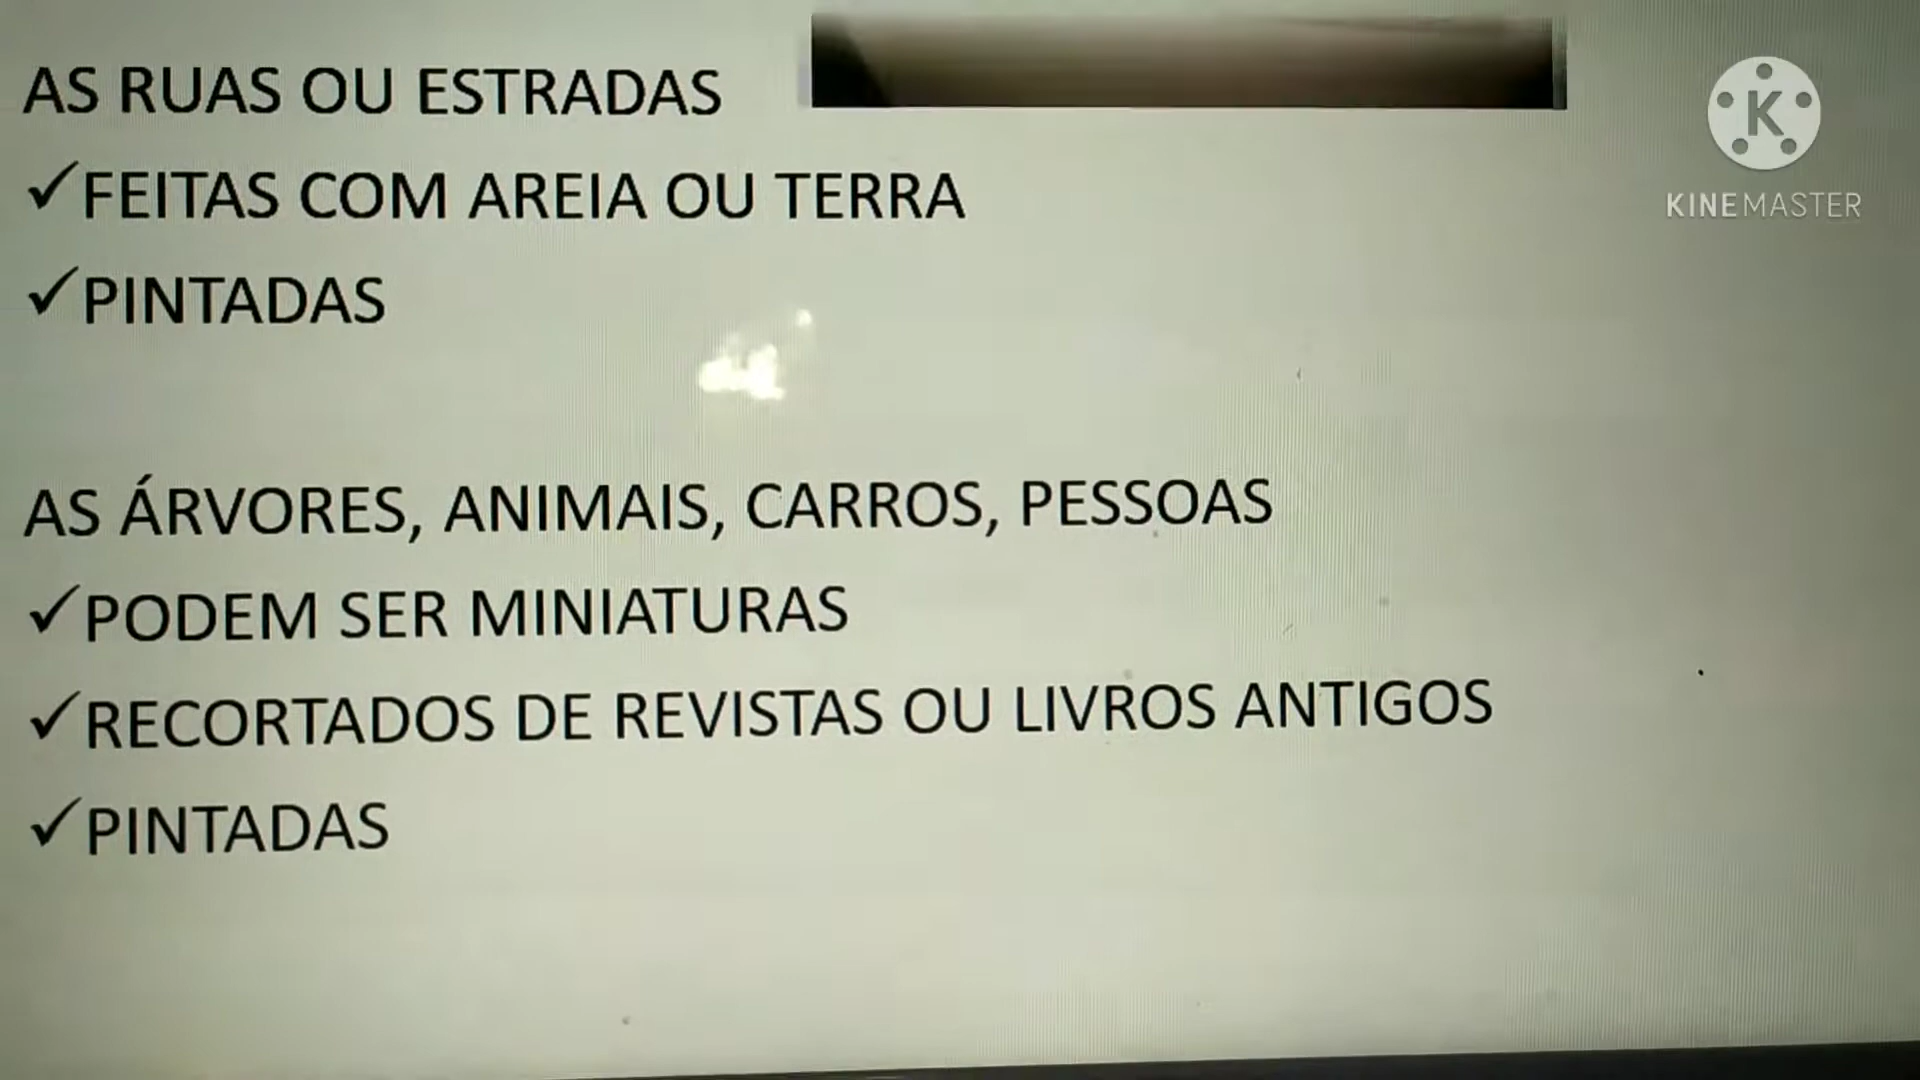 AS RUAS OU ESTRADAS
✓FEITAS COM AREIA OU TERRA
✓PINTADAS
AS ÁRVORES, ANIMAIS, CARROS, PESSOAS
✓PODEM SER MINIATURAS
✓RECORTADOS DE REVISTAS OU LIVROS ANTIGOS
✓PINTADAS
K
KINEMASTER